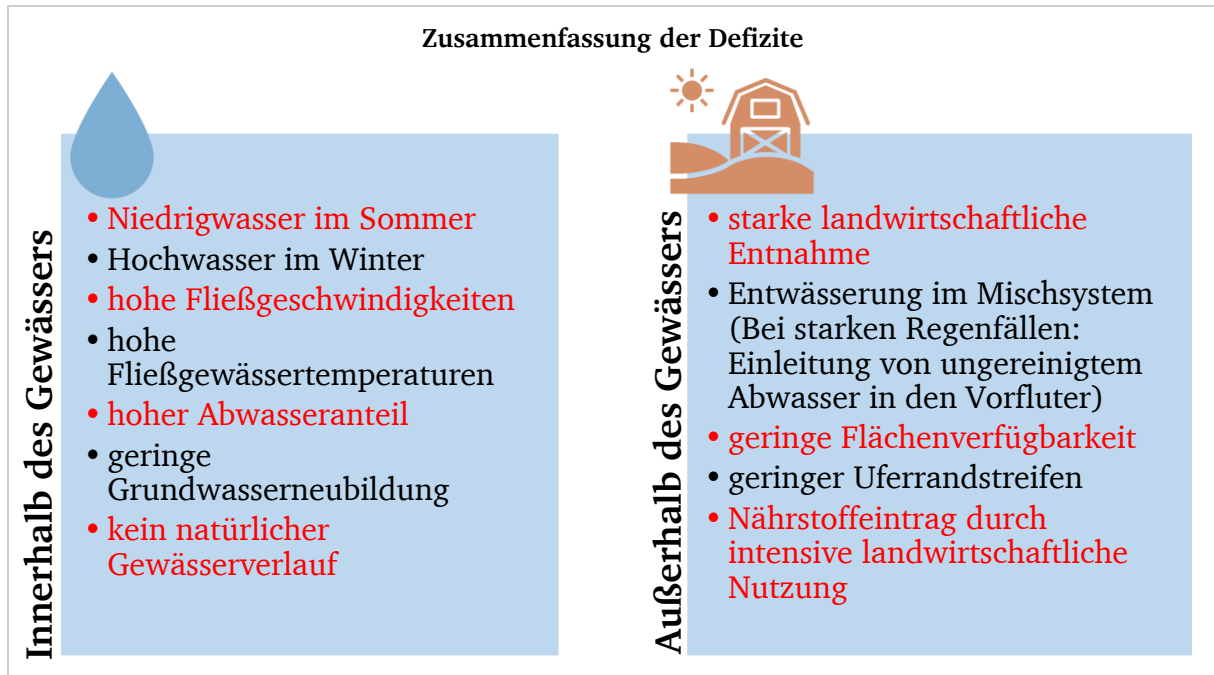 Zusammenfassung der Defizite
Innerhalb des Gewässers
• Niedrigwasser im Sommer
• Hochwasser im Winter
• hohe Fließgeschwindigkeiten
• hohe
Fließgewässertemperaturen
• hoher Abwasseranteil
• geringe
Grundwasserneubildung
• kein natürlicher
Gewässerverlauf
Außerhalb des Gewässers
• starke landwirtschaftliche
Entnahme
• Entwässerung im Mischsystem
(Bei starken Regenfällen:
Einleitung von ungereinigtem
Abwasser in den Vorfluter)
• geringe Flächenverfügbarkeit
• geringer Uferrandstreifen
• Nährstoffeintrag durch
intensive landwirtschaftliche
Nutzung